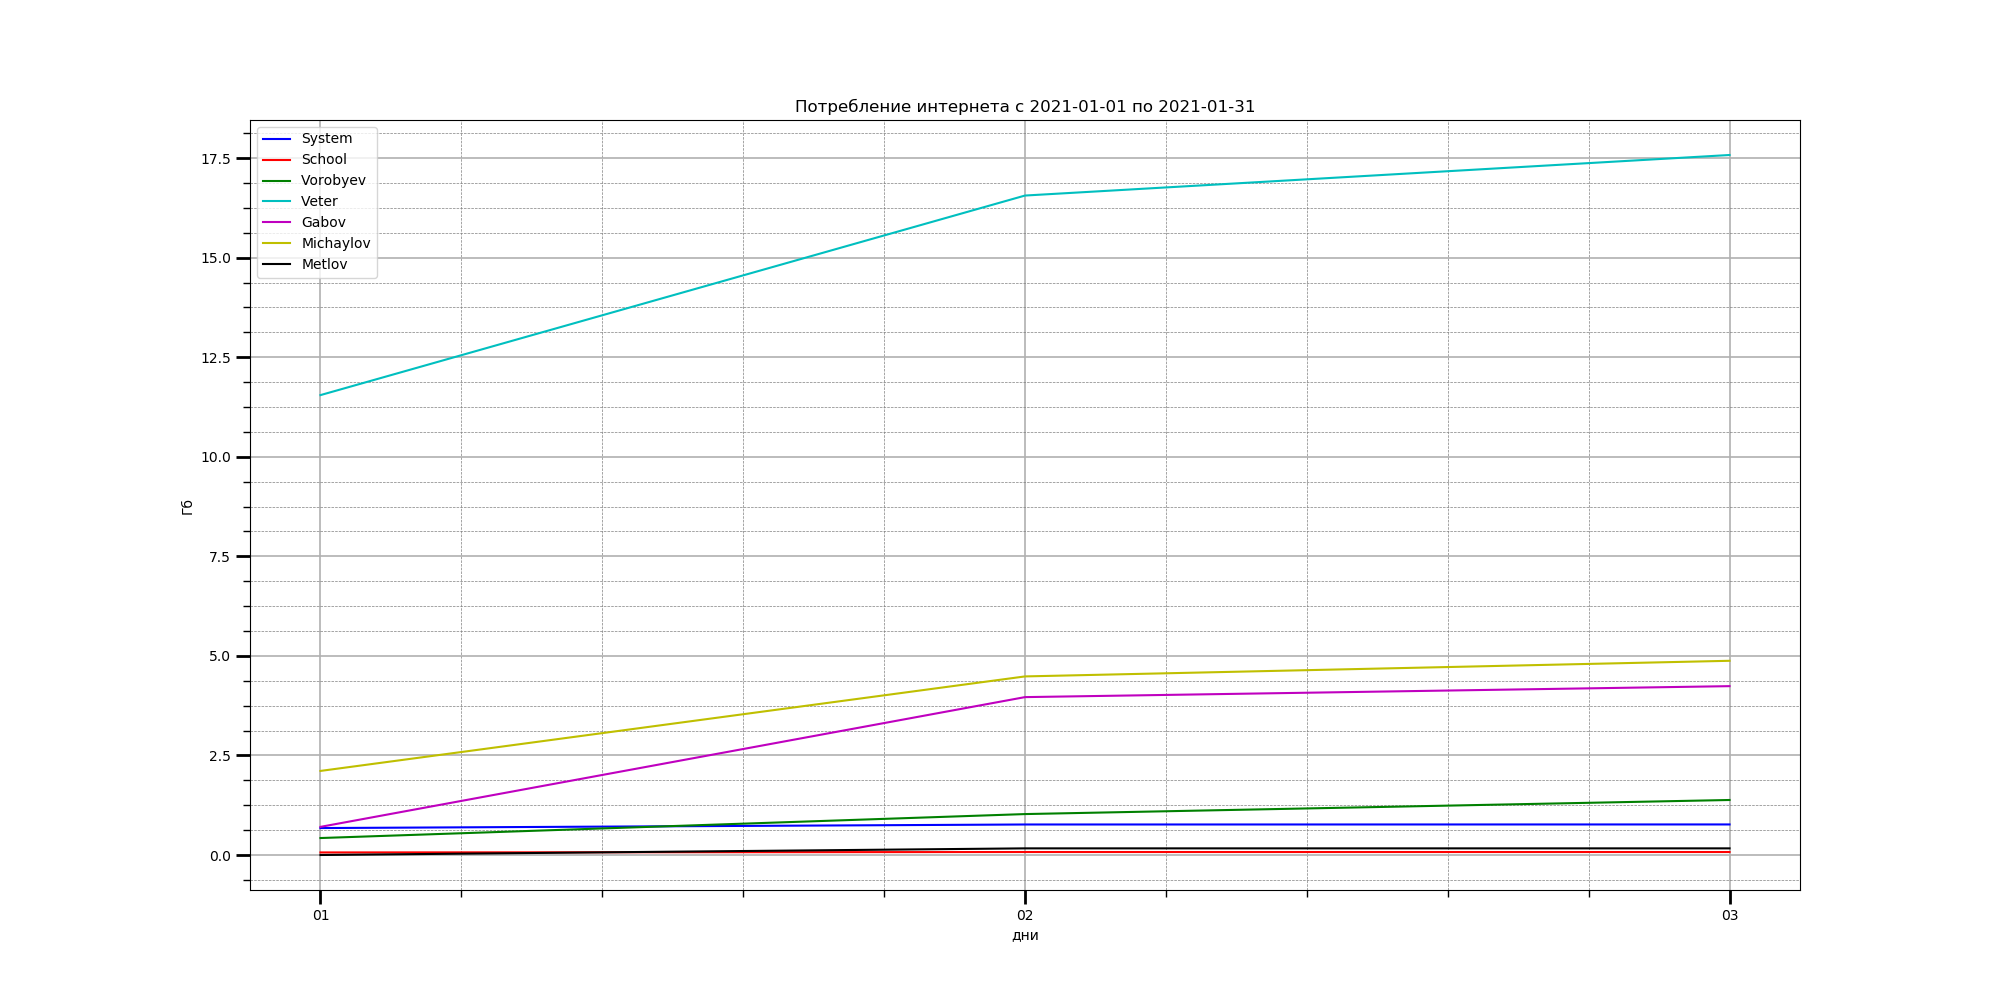 Потребление интернета с 2021-01-01 по 2021-01-31
System
School
Vorobyev
Veter
Gabov
Michaylov
Metlov
17.5
15.0
12.5
10.0
7.5
5.0
2.5
0.0
Гб
01
02
03
дни